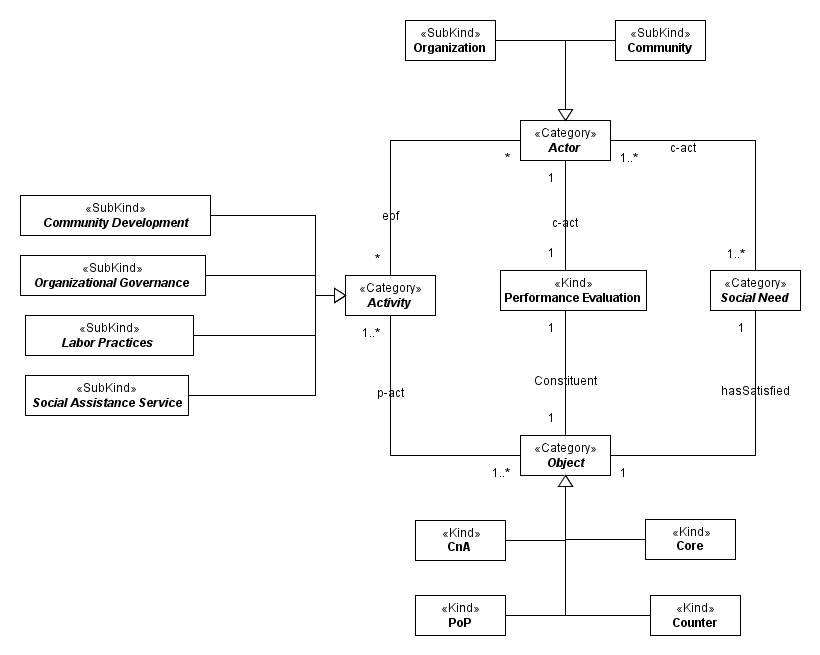 «SubKind»
Organization
«SubKind»
Community
«Category»
Actor
*
1..*
c-act
1
«SubKind»
Community Development
eof
c-act
*
1
1..*
«SubKind»
Organizational Governance
«Category»
Activity
«Kind»
Performance Evaluation
«Category»
Social Need
«SubKind»
Labor Practices
1..*
1
1
«SubKind»
Social Assistance Service
p-act
Constituent
hasSatisfied
1
«Category»
Object
1..*
1
«Kind»
CnA
«Kind»
Core
«Kind»
PoP
«Kind»
Counter